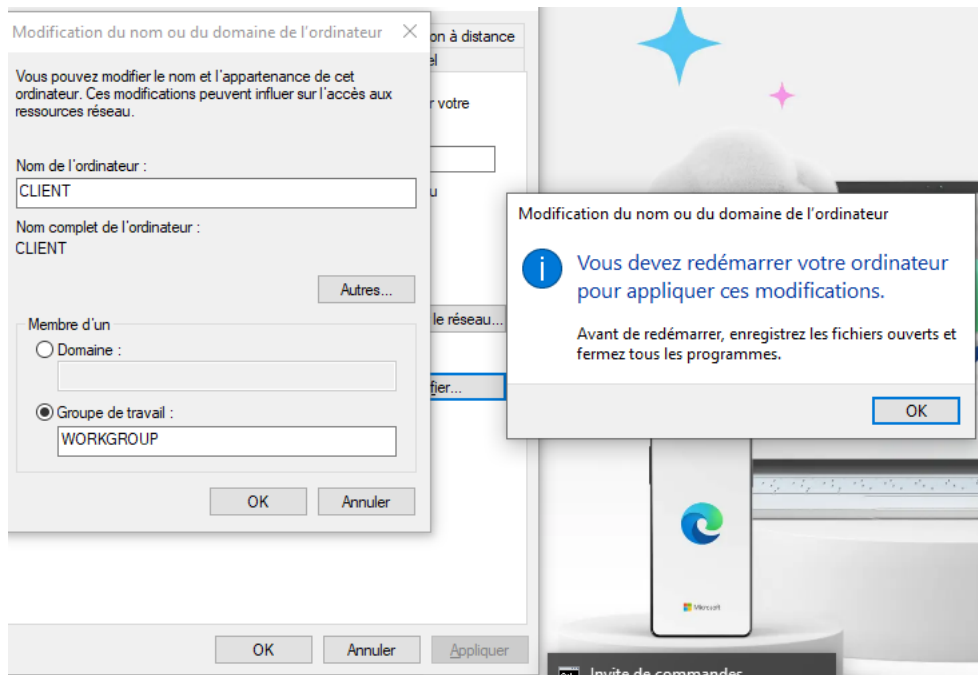 Modification du nom ou du domaine de l'ordinateur
Vous pouvez modifier le nom et l'appartenance de cet
ordinateur. Ces modifications peuvent influer sur l'accès aux
ressources réseau.
Nom de l'ordinateur :
CLIENT
Nom complet de l'ordinateur :
CLIENT
Autres...
Membre d'un
Domaine :
Groupe de travail :
WORKGROUP
OK
Annuler
on à distance
el
r votre
u
le réseau...
fier...
OK
Annuler
Appliquer
Modification du nom ou du domaine de l'ordinateur
Vous devez redémarrer votre ordinateur
pour appliquer ces modifications.
Avant de redémarrer, enregistrez les fichiers ouverts et
fermez tous les programmes.
OK
Microsoft
Invite de commandes